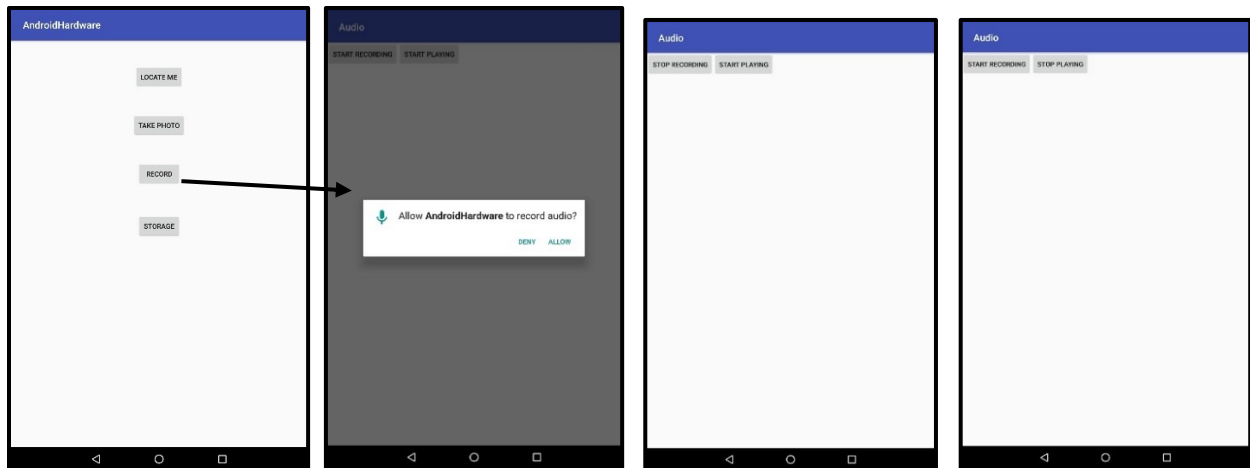 AndroidHardware
LOCATE ME
TAKE PHOTO
RECORD
STORAGE
Audio
START RECORDING START PLAYING
Allow AndroidHardware to record audio?
DENY ALLOW
Audio
STOP RECORDING START PLAYING
Audio
START RECORDING STOP PLAYING